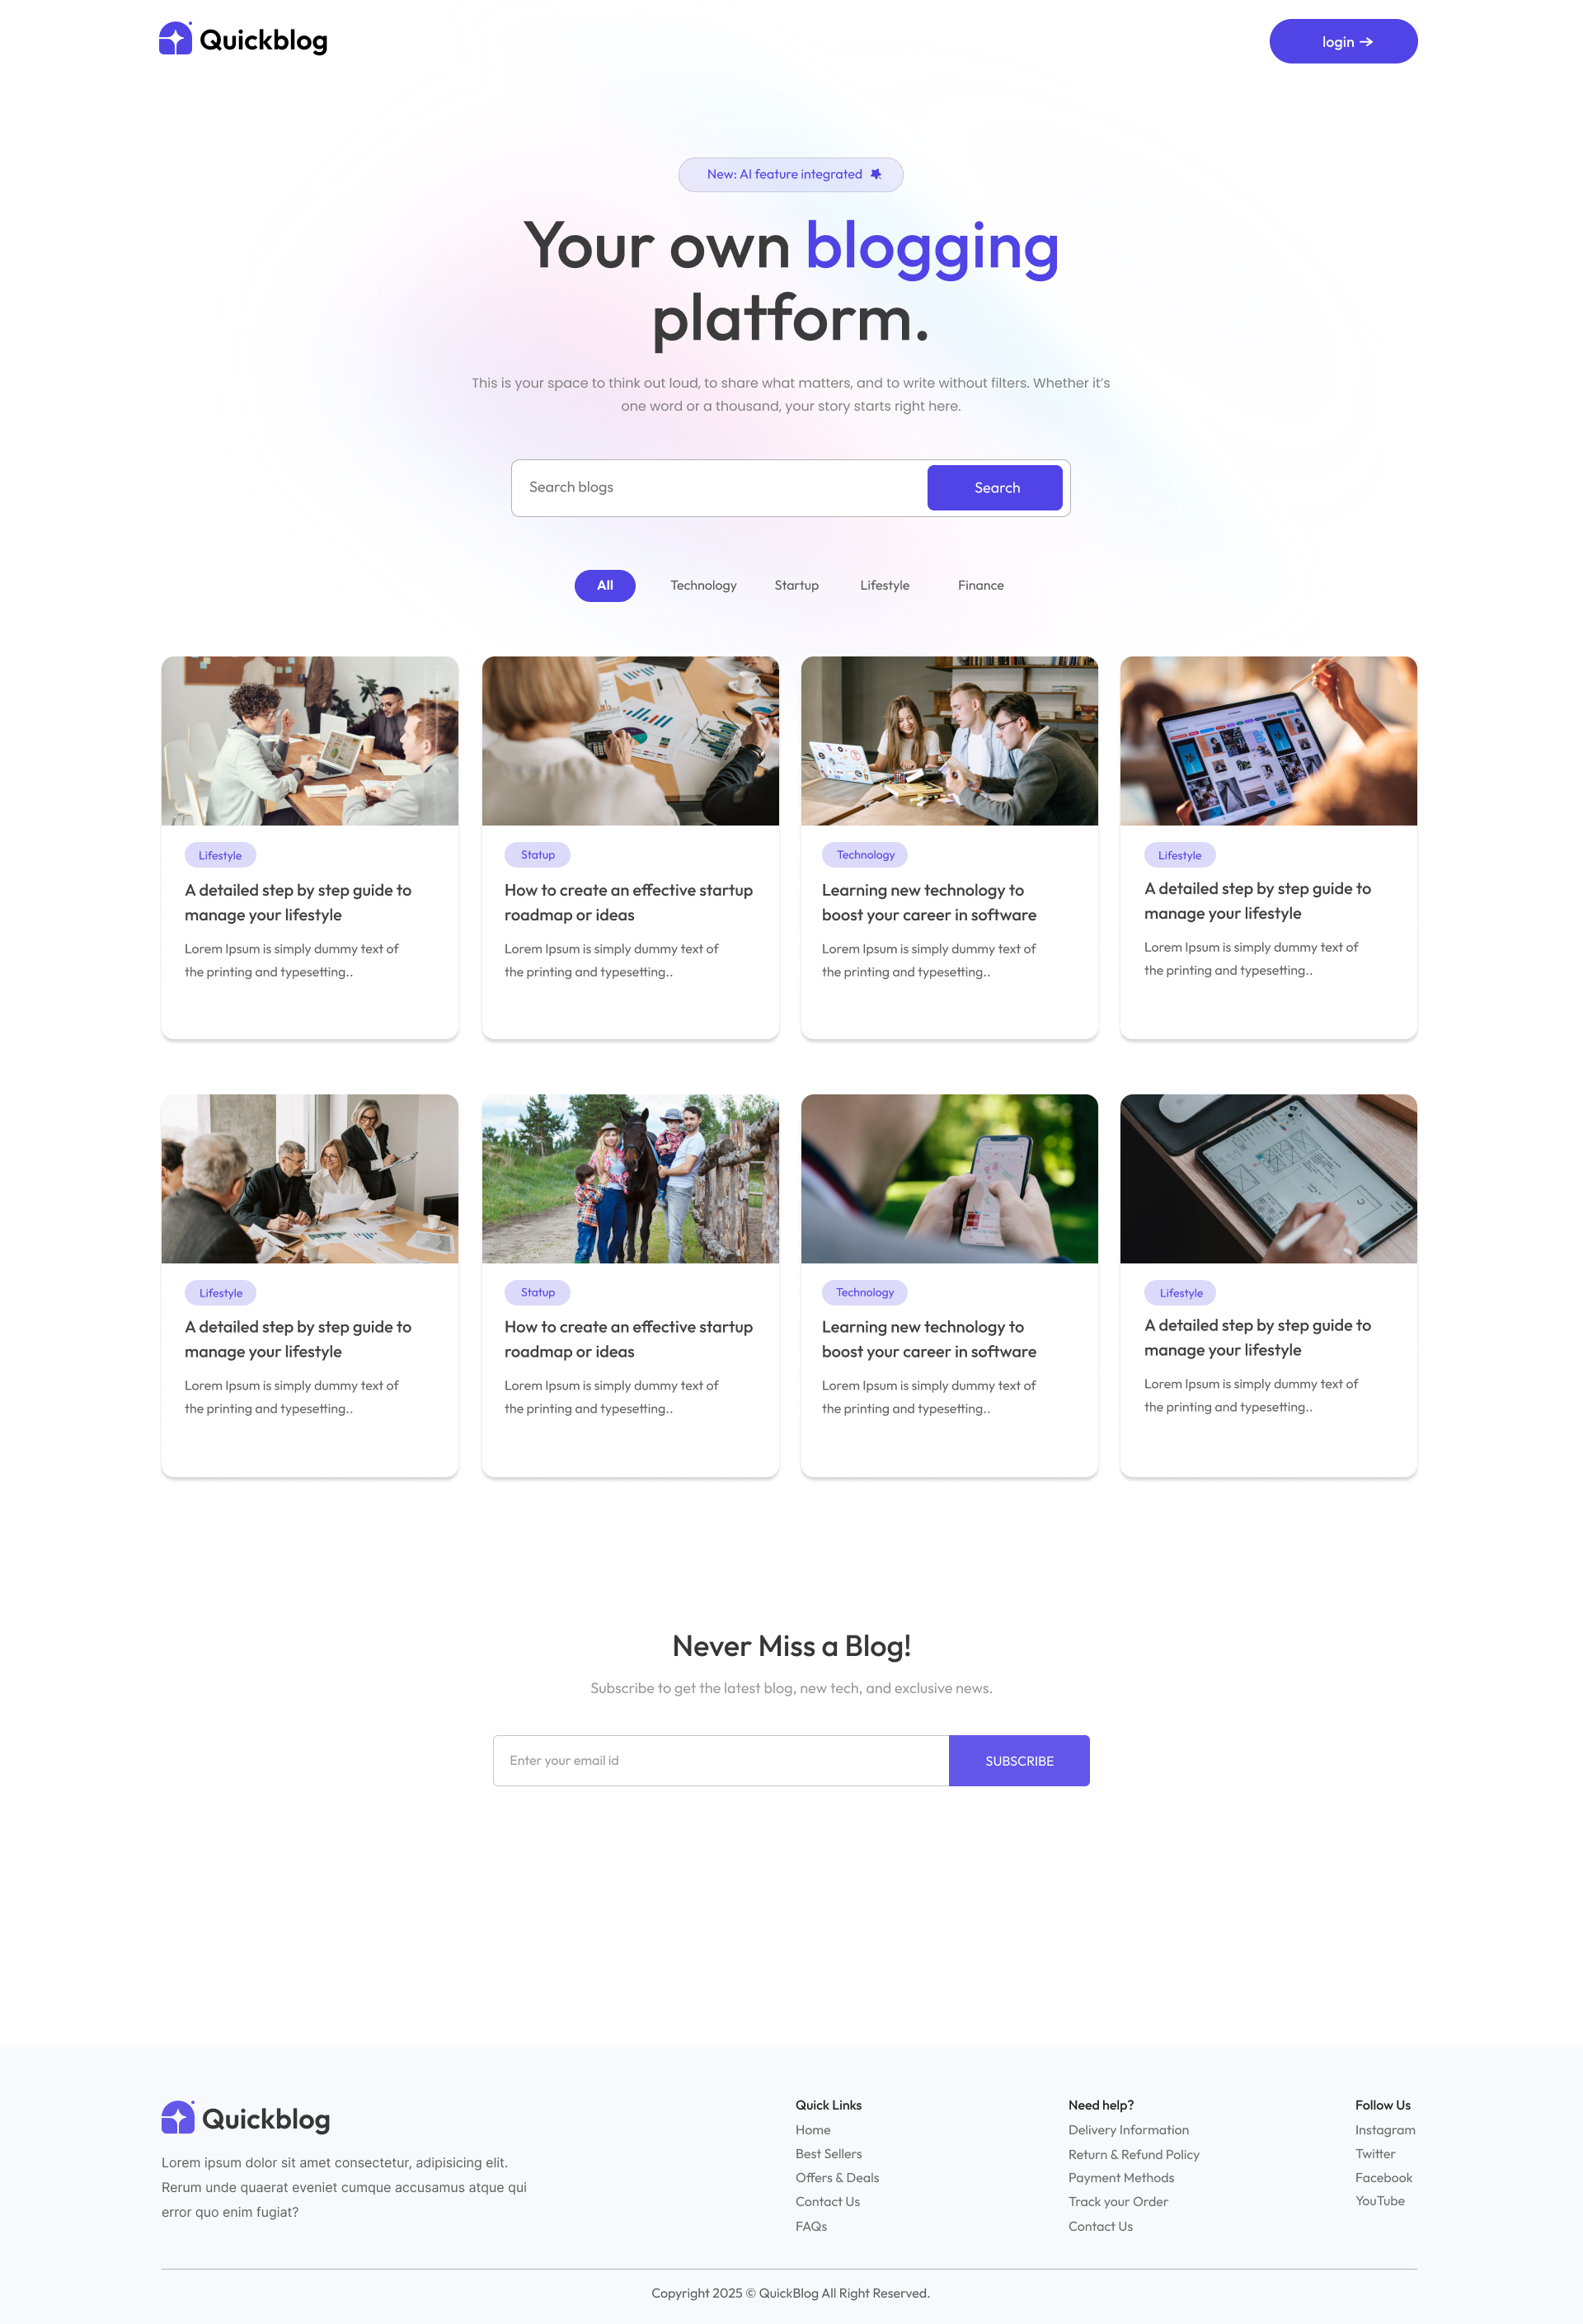 Quickblog
login →
New: AI feature integrated
Your own blogging
platform.
This is your space to think out loud, to share what matters, and to write without filters. Whether it's
one word or a thousand, your story starts right here.
Search blogs
Search
All
Technology
Startup
Lifestyle
Finance
Lifestyle
A detailed step by step guide to
manage your lifestyle
Lorem Ipsum is simply dummy text of
the printing and typesetting..
Statup
How to create an effective startup
roadmap or ideas
Lorem Ipsum is simply dummy text of
the printing and typesetting..
Technology
Learning new technology to
boost your career in software
Lorem Ipsum is simply dummy text of
the printing and typesetting..
Lifestyle
A detailed step by step guide to
manage your lifestyle
Lorem Ipsum is simply dummy text of
the printing and typesetting..
Lifestyle
A detailed step by step guide to
manage your lifestyle
Lorem Ipsum is simply dummy text of
the printing and typesetting..
Statup
How to create an effective startup
roadmap or ideas
Lorem Ipsum is simply dummy text of
the printing and typesetting..
Technology
Learning new technology to
boost your career in software
Lorem Ipsum is simply dummy text of
the printing and typesetting..
Lifestyle
A detailed step by step guide to
manage your lifestyle
Lorem Ipsum is simply dummy text of
the printing and typesetting..
Never Miss a Blog!
Subscribe to get the latest blog, new tech, and exclusive news.
Enter your email id
SUBSCRIBE
Quickblog
Lorem ipsum dolor sit amet consectetur, adipisicing elit.
Rerum unde quaerat eveniet cumque accusamus atque qui
error quo enim fugiat?
Quick Links
Home
Best Sellers
Offers & Deals
Contact Us
FAQs
Need help?
Delivery Information
Return & Refund Policy
Payment Methods
Track your Order
Contact Us
Follow Us
Instagram
Twitter
Facebook
YouTube
Copyright 2025 © QuickBlog All Right Reserved.